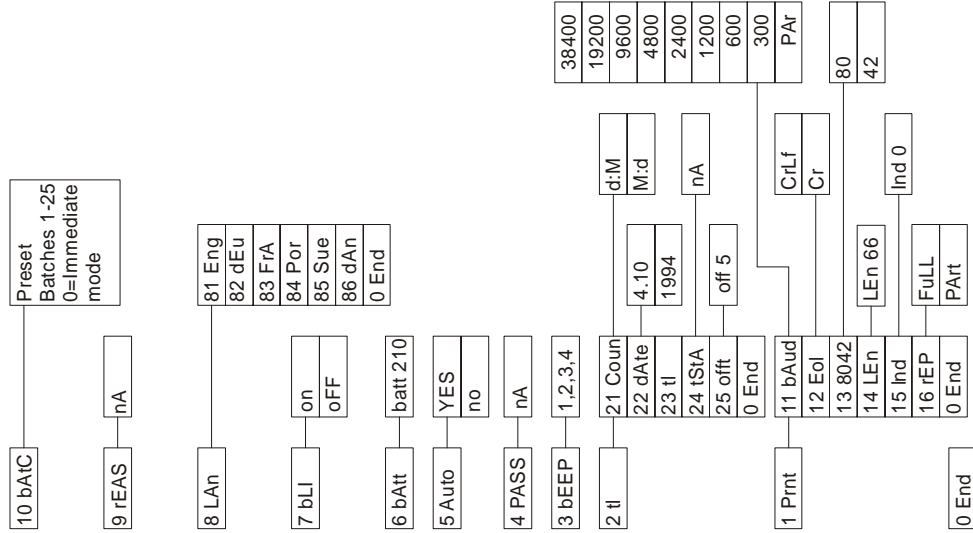 10 bAtC
Preset
Batches 1-25
0=Immediate
mode
9 rEAS
nA
8 LAn
81 Eng
82 dEu
83 FrA
84 Por
85 Sue
86 dAn
0 End
7 bLI
on
oFF
6 bAtt
batt 210
5 Auto
YES
no
4 PASS
nA
3 bEEP
1,2,3,4
2 tI
21 Coun
d:M
M:d
22 dAte
4.10
1994
23 tI
24 tStA
nA
25 offt
off 5
0 End
1 Prnt
11 bAud
38400
19200
9600
4800
2400
1200
600
300
PAr
12 Eol
CrLf
Cr
13 8042
80
42
14 LEn
LEn 66
15 Ind
Ind 0
16 rEP
FuLL
PArt
0 End
0 End